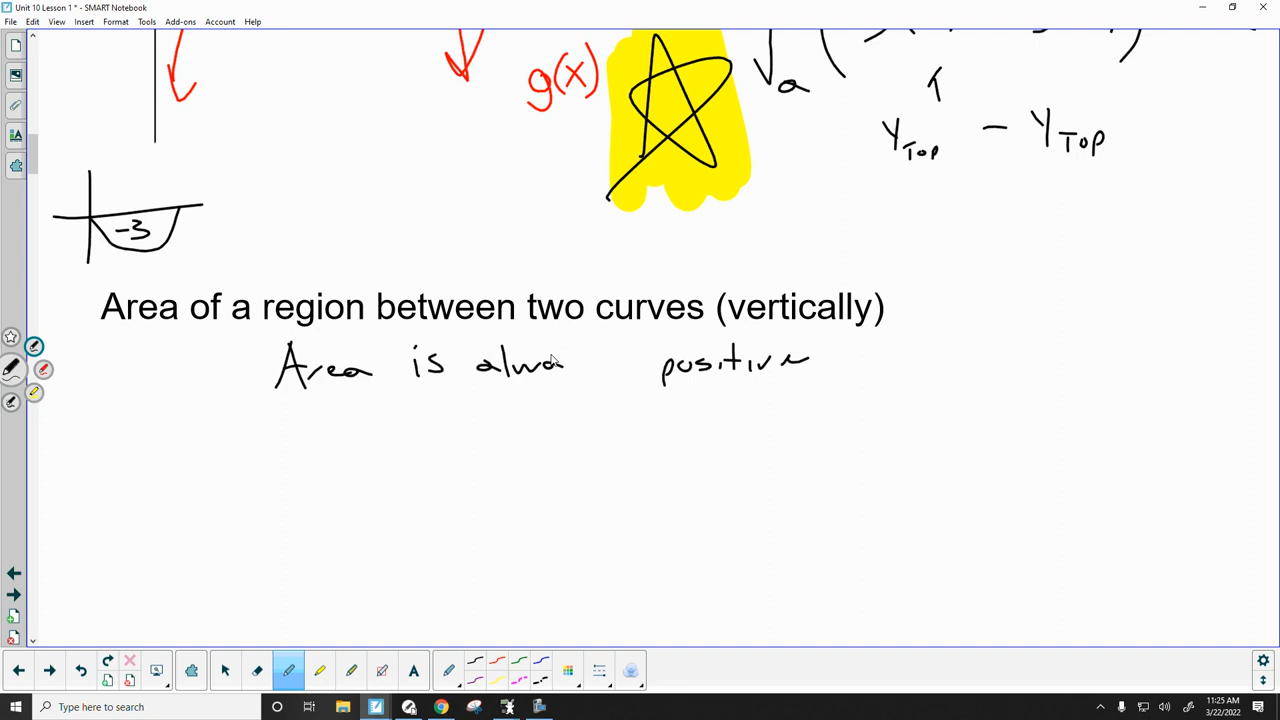 Unit 10 Lesson 1 * - SMART Notebook
File Edit View Insert Format Tools Add-ons Account Help
g(x)
a
Y Top - Y Top
-3
Area of a region between two curves (vertically)
Area is alwa positive
A
Type here to search
11:25 AM
3/22/2022